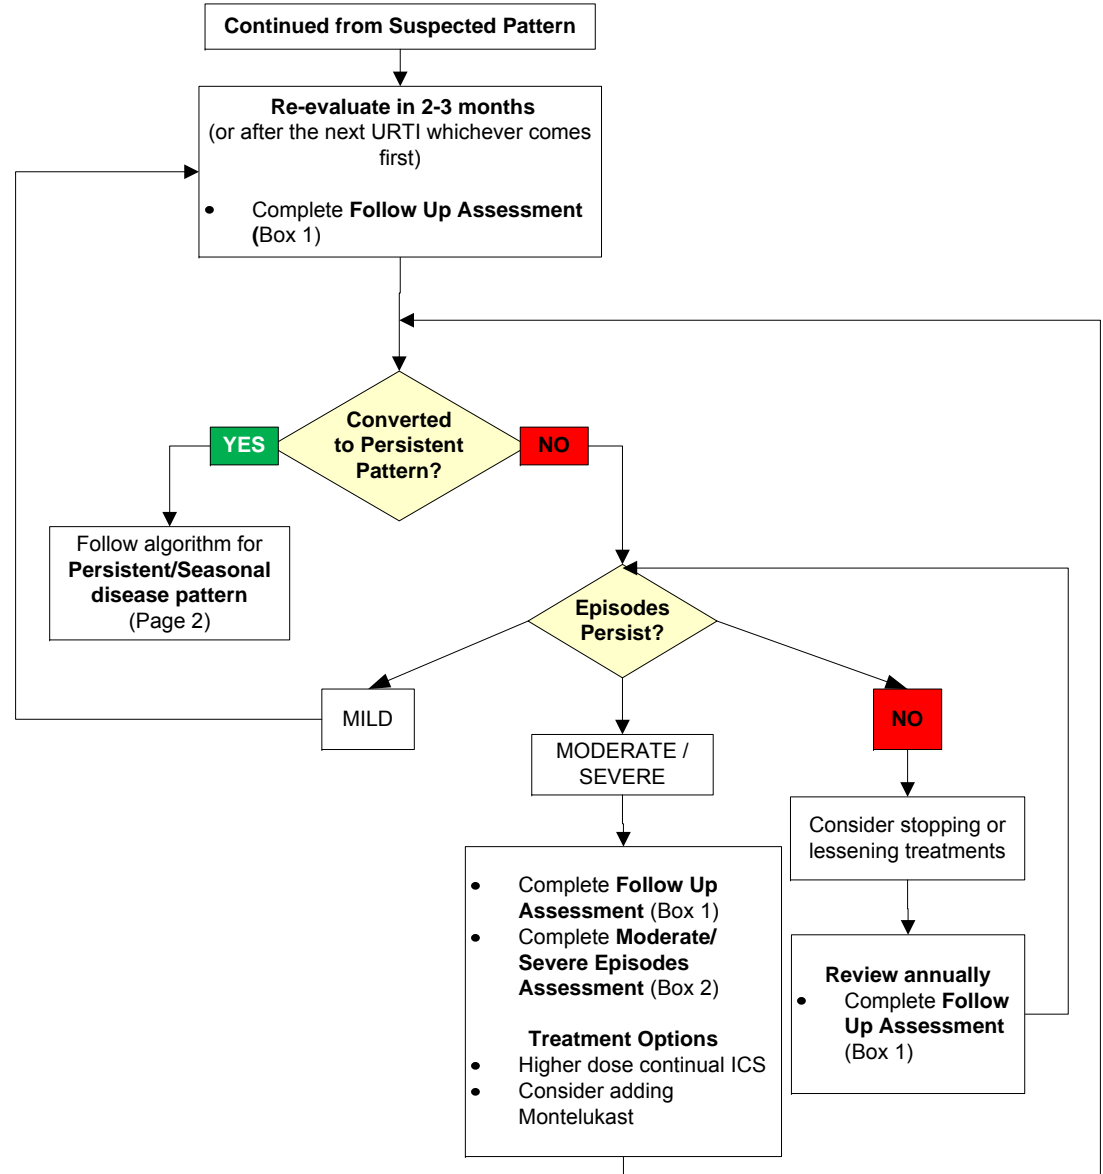 Continued from Suspected Pattern
Re-evaluate in 2-3 months
(or after the next URTI whichever comes
first)
• Complete Follow Up Assessment
(Box 1)
Converted
to Persistent
Pattern?
YES
NO
Follow algorithm for
Persistent/Seasonal
disease pattern
(Page 2)
Episodes
Persist?
MILD
MODERATE /
SEVERE
NO
Consider stopping or
lessening treatments
• Complete Follow Up
Assessment (Box 1)
• Complete Moderate/
Severe Episodes
Assessment (Box 2)
Treatment Options
• Higher dose continual ICS
• Consider adding
Montelukast
Review annually
• Complete Follow
Up Assessment
(Box 1)